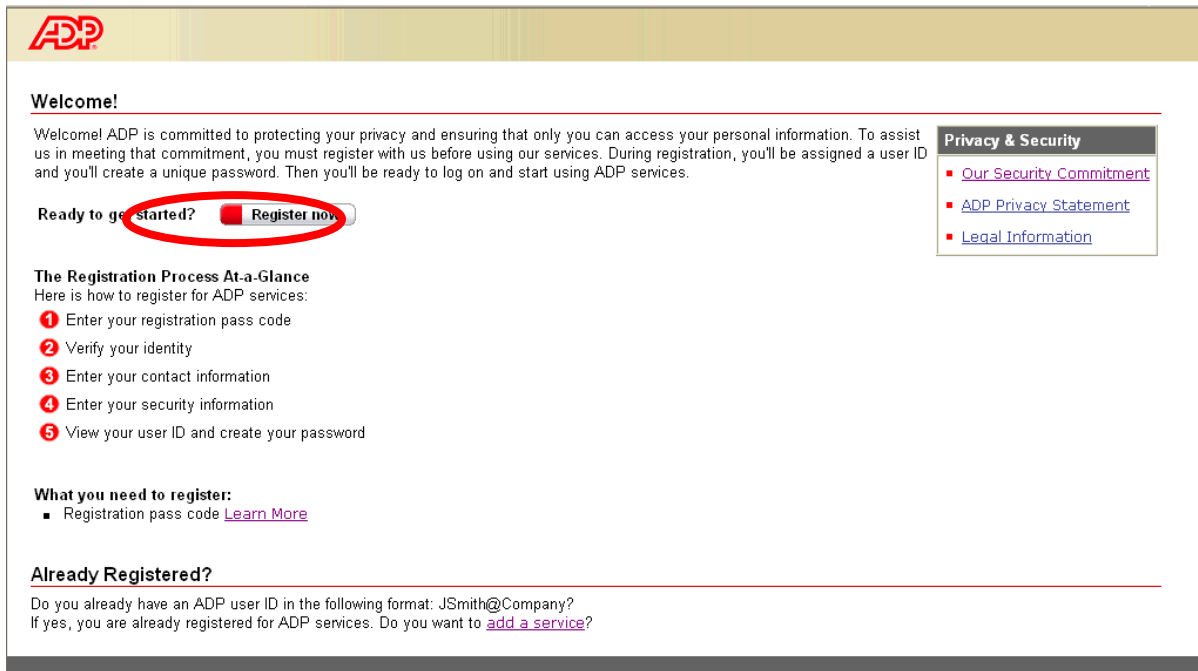 ADP
Welcome!
Welcome! ADP is committed to protecting your privacy and ensuring that only you can access your personal information. To assist
us in meeting that commitment, you must register with us before using our services. During registration, you'll be assigned a user ID
and you'll create a unique password. Then you'll be ready to log on and start using ADP services.
Privacy & Security
Our Security Commitment
ADP Privacy Statement
Legal Information
Ready to get started? Register now
The Registration Process At-a-Glance
Here is how to register for ADP services:
1 Enter your registration pass code
2 Verify your identity
3 Enter your contact information
4 Enter your security information
5 View your user ID and create your password
What you need to register:
Registration pass code Learn More
Already Registered?
Do you already have an ADP user ID in the following format: JSmith@Company?
If yes, you are already registered for ADP services. Do you want to add a service?